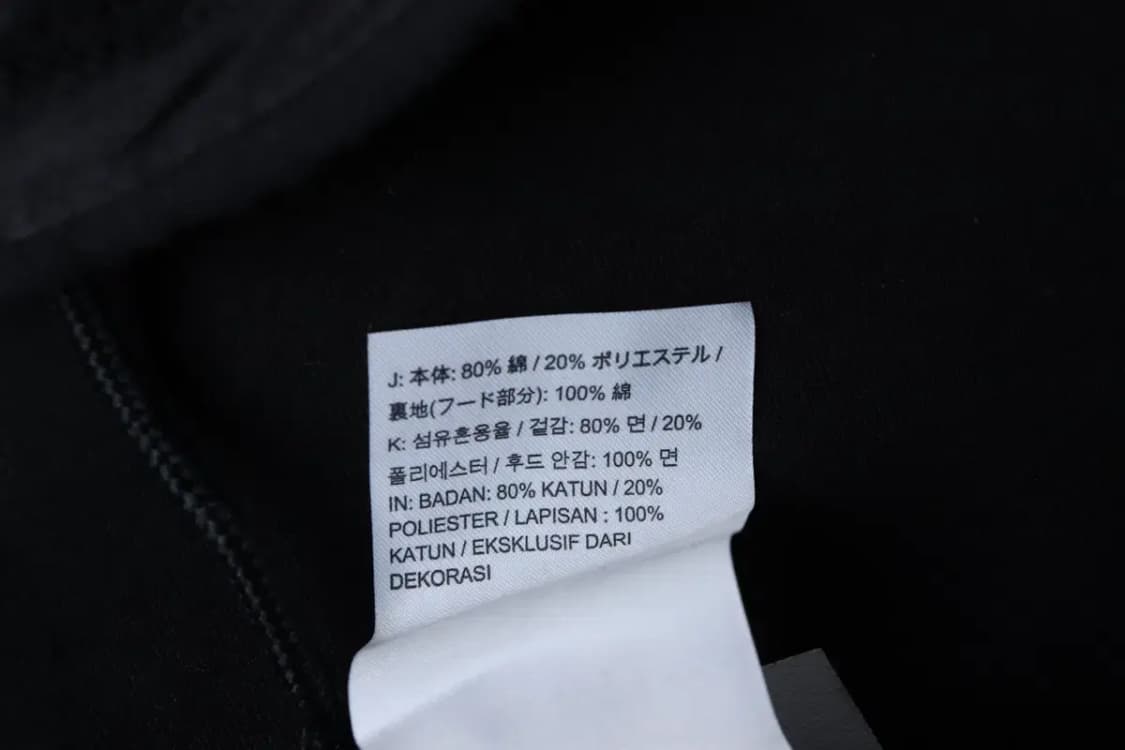 J: 本体: 80% 綿 / 20% ポリエステル /
裏地(フード部分): 100% 綿
K: 섬유혼용율 / 겉감: 80% 면 / 20%
폴리에스터 / 후드 안감: 100% 면
IN: BADAN: 80% KATUN / 20%
POLIESTER / LAPISAN : 100%
KATUN / EKSKLUSIF DARI
DEKORASI